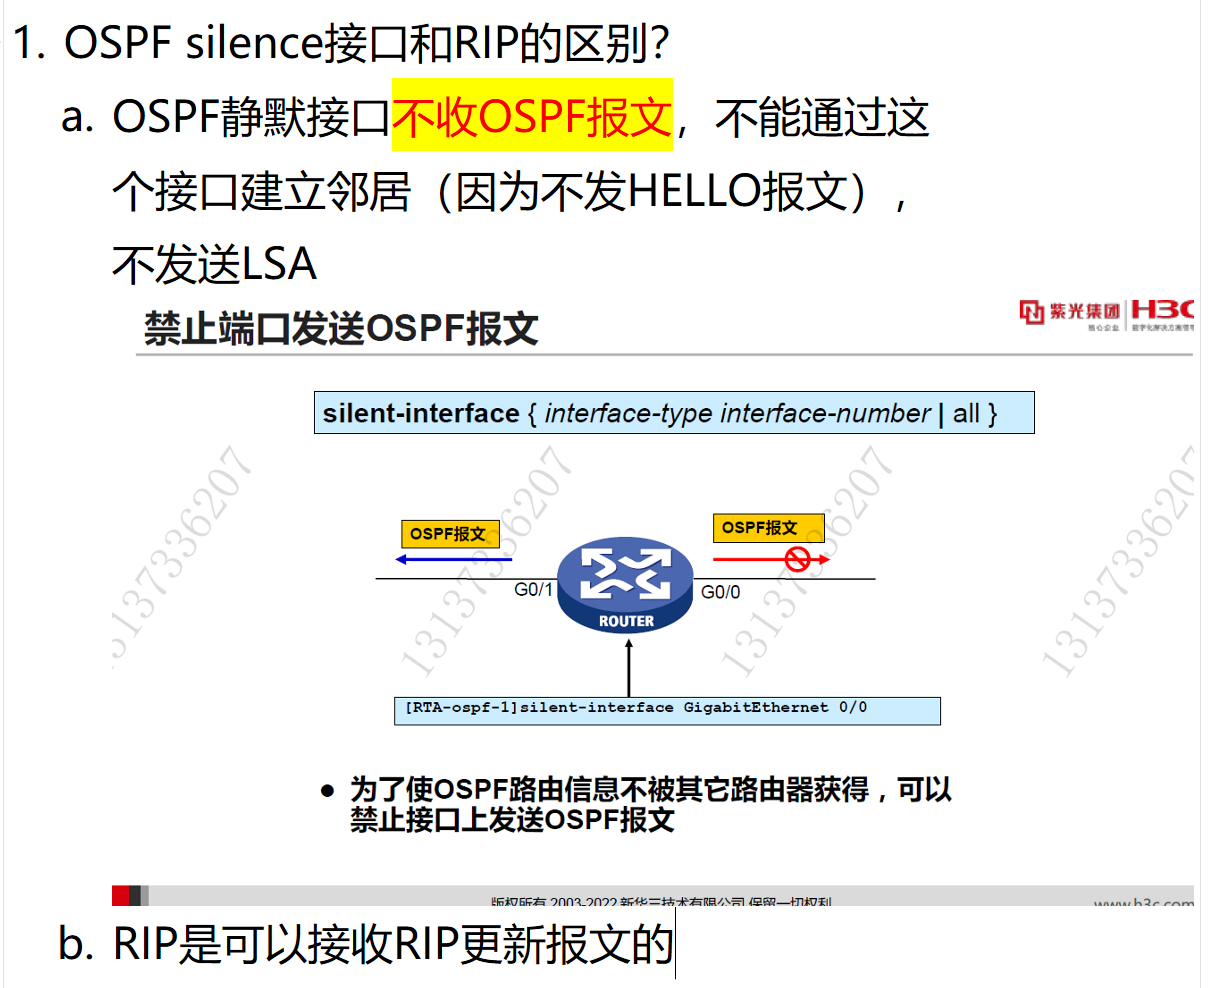 1. OSPF silence接口和RIP的区别?
a. OSPF静默接口不收OSPF报文，不能通过这
个接口建立邻居（因为不发HELLO报文），
不发送LSA
禁止端口发送OSPF报文
紫光集团 H3C
核心企业
silent-interface { interface-type interface-number | all }
13137336207
13137336207
13137336207
13137336207
OSPF报文
OSPF报文
G0/1
G0/0
ROUTER
[RTA-ospf-1]silent-interface GigabitEthernet 0/0
● 为了使OSPF路由信息不被其它路由器获得，可以
禁止接口上发送OSPF报文
版权所有 2003-2022 新华三技术有限公司 保留一切权利
www.h3c.com
b. RIP是可以接收RIP更新报文的